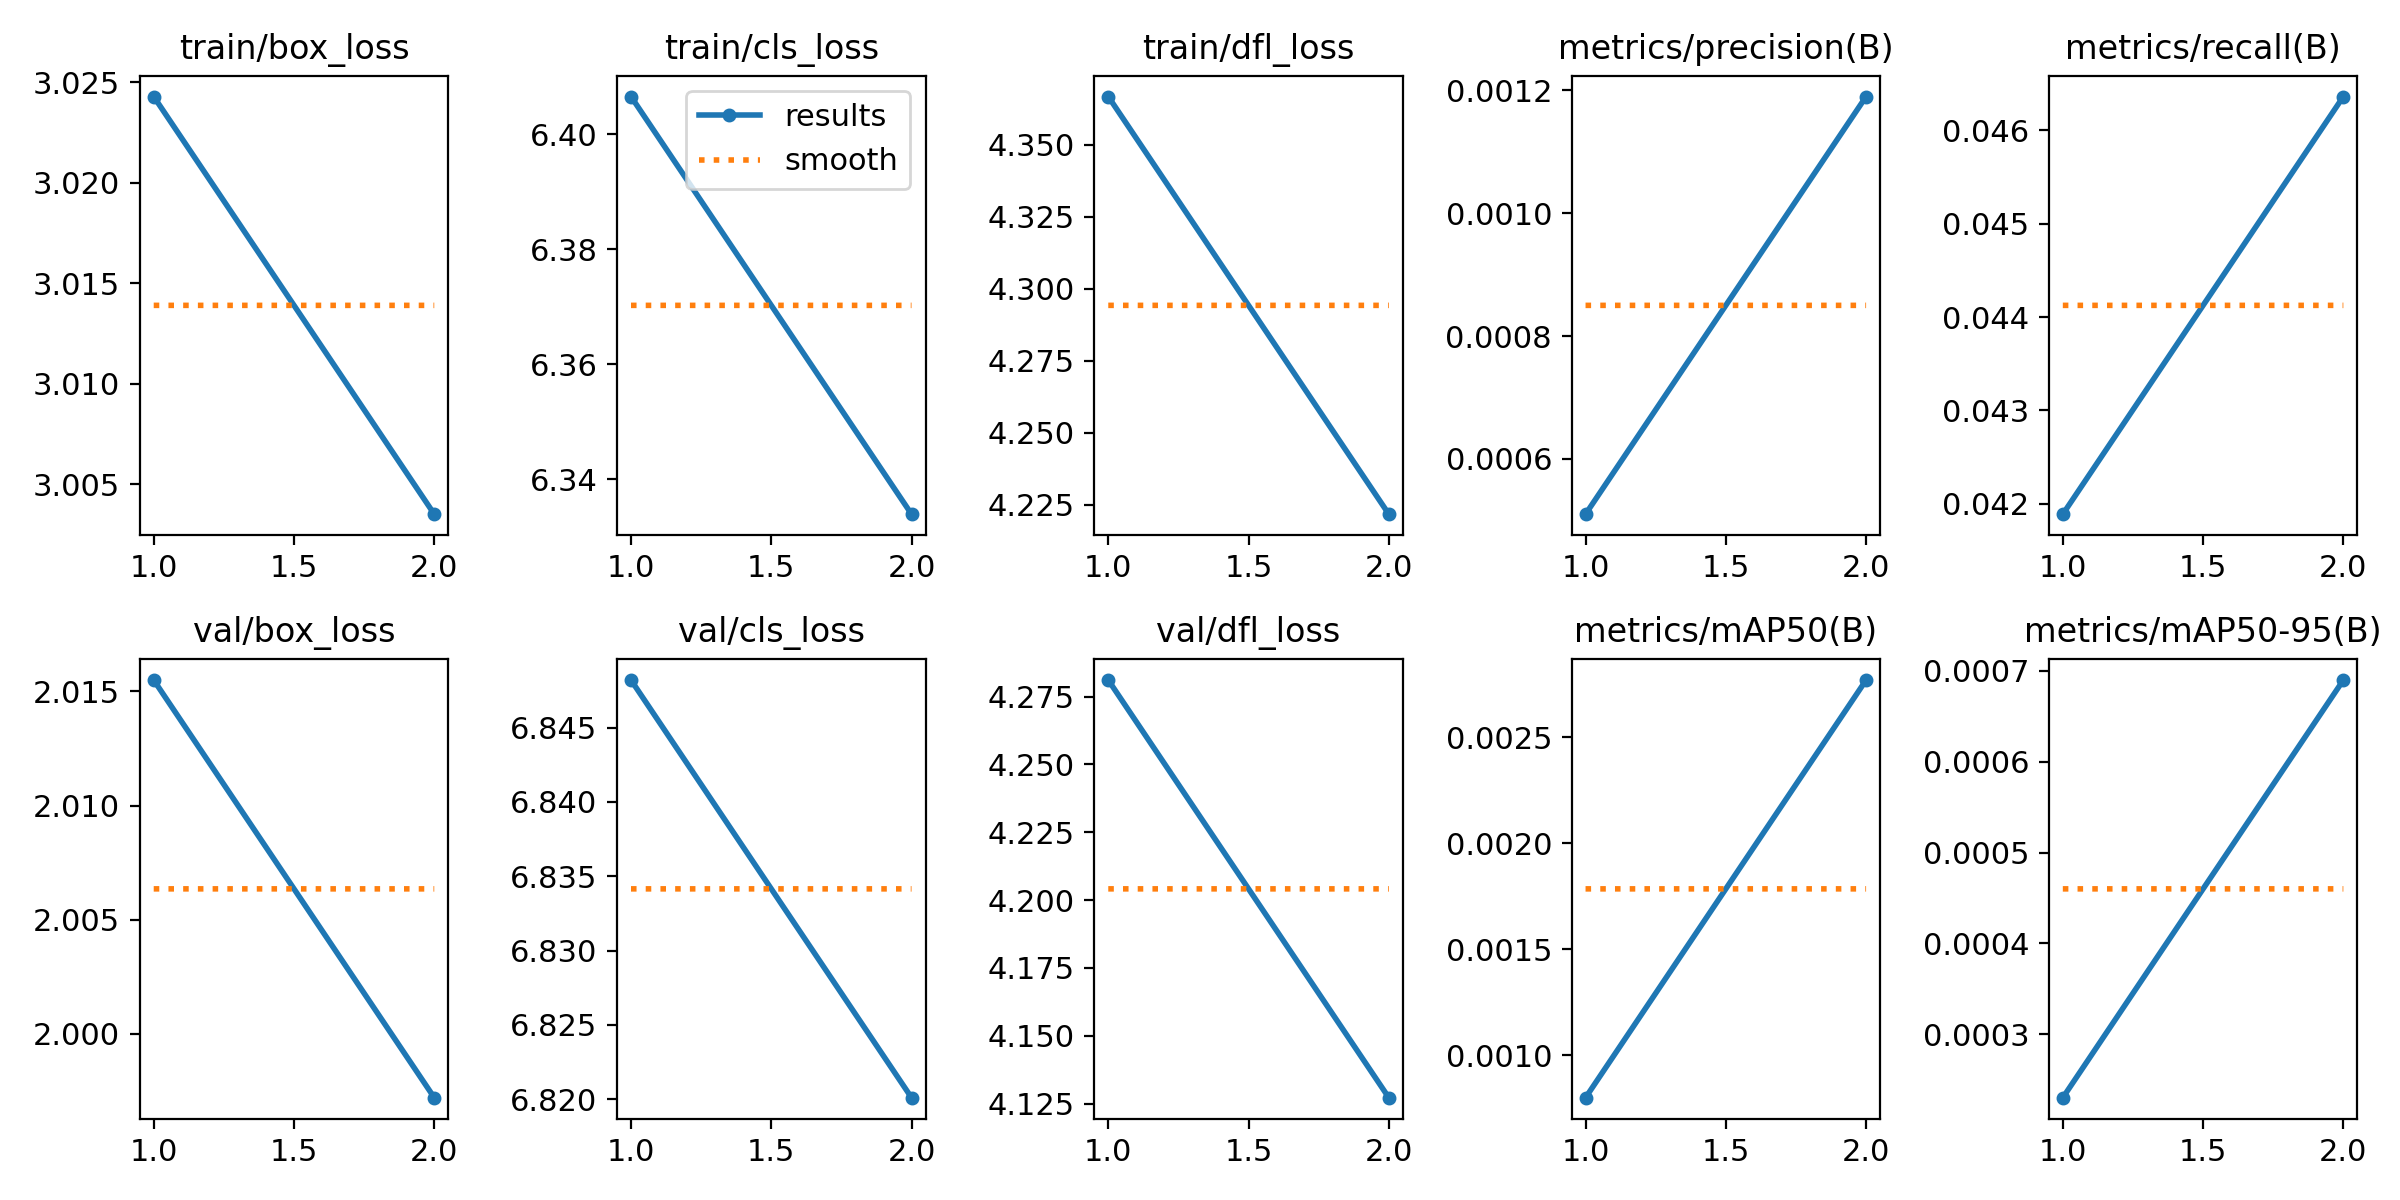 train/box_loss
3.025
3.020
3.015
3.010
3.005
1.0 1.5 2.0
train/cls_loss
results
smooth
6.40
6.38
6.36
6.34
1.0 1.5 2.0
train/dfl_loss
4.350
4.325
4.300
4.275
4.250
4.225
1.0 1.5 2.0
metrics/precision(B)
0.0012
0.0010
0.0008
0.0006
1.0 1.5 2.0
metrics/recall(B)
0.046
0.045
0.044
0.043
0.042
1.0 1.5 2.0
val/box_loss
2.015
2.010
2.005
2.000
1.0 1.5 2.0
val/cls_loss
6.845
6.840
6.835
6.830
6.825
6.820
1.0 1.5 2.0
val/dfl_loss
4.275
4.250
4.225
4.200
4.175
4.150
4.125
1.0 1.5 2.0
metrics/mAP50(B)
0.0025
0.0020
0.0015
0.0010
1.0 1.5 2.0
metrics/mAP50-95(B)
0.0007
0.0006
0.0005
0.0004
0.0003
1.0 1.5 2.0